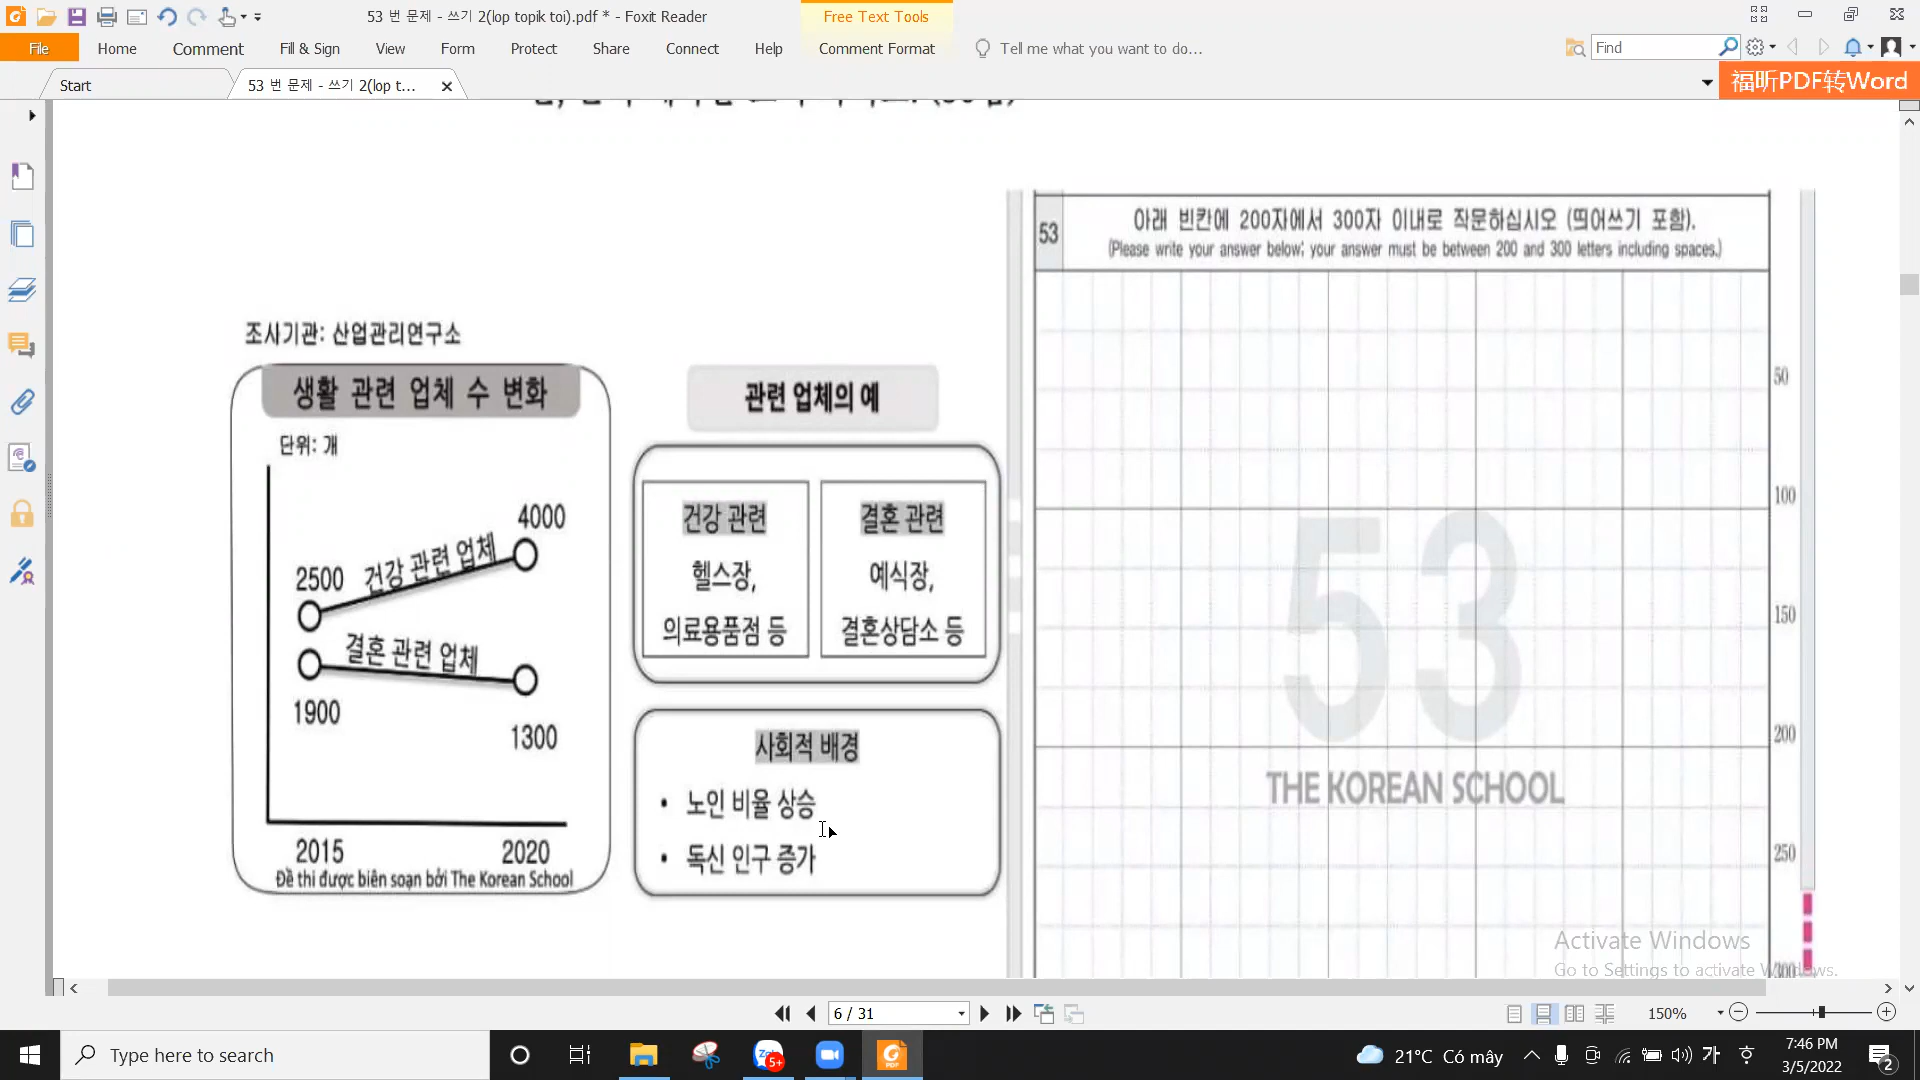 53 번 문제 - 쓰기 2(lop topik toi).pdf * - Foxit Reader
Free Text Tools
File
Home
Comment
Fill & Sign
View
Form
Protect
Share
Connect
Help
Comment Format
Tell me what you want to do...
Find
Start
53 번 문제 - 쓰기 2(lop t...
福昕PDF转Word
조사기관: 산업관리연구소
생활 관련 업체 수 변화
단위: 개
4000
건강 관련 업체
2500
결혼 관련 업체
1900
1300
2015
2020
Đề thi được biên soạn bởi The Korean School
관련 업체의 예
건강 관련
헬스장,
의료용품점 등
결혼 관련
예식장,
결혼상담소 등
사회적 배경
• 노인 비율 상승
• 독신 인구 증가
53
아래 빈칸에 200자에서 300자 이내로 작문하십시오 (띄어쓰기 포함).
(Please write your answer below; your answer must be between 200 and 300 letters including spaces.)
50
100
150
200
250
300
53
THE KOREAN SCHOOL
Activate Windows
Go to Settings to activate Windows.
6 / 31
150%
Type here to search
5+
21°C Có mây
가
7:46 PM
3/5/2022
2